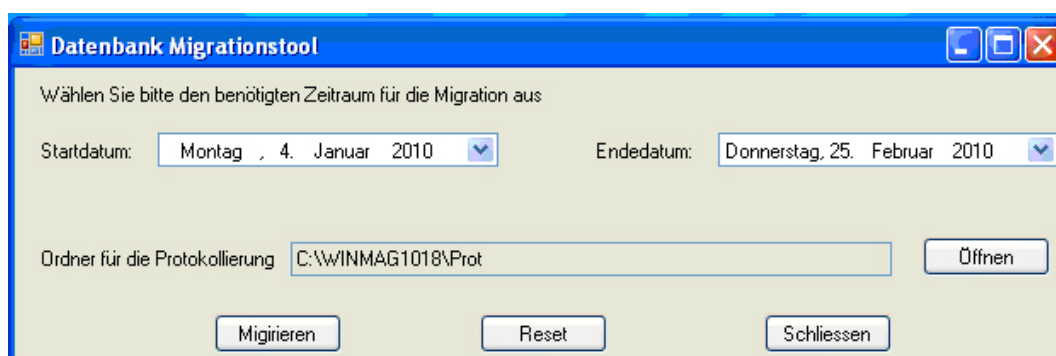 Datenbank Migrationstool
Wählen Sie bitte den benötigten Zeitraum für die Migration aus
Startdatum: Montag , 4. Januar 2010 Endedatum: Donnerstag, 25. Februar 2010
Ordner für die Protokollierung C:\WINMAG1018\Prot Öffnen
Migirieren Reset Schliessen